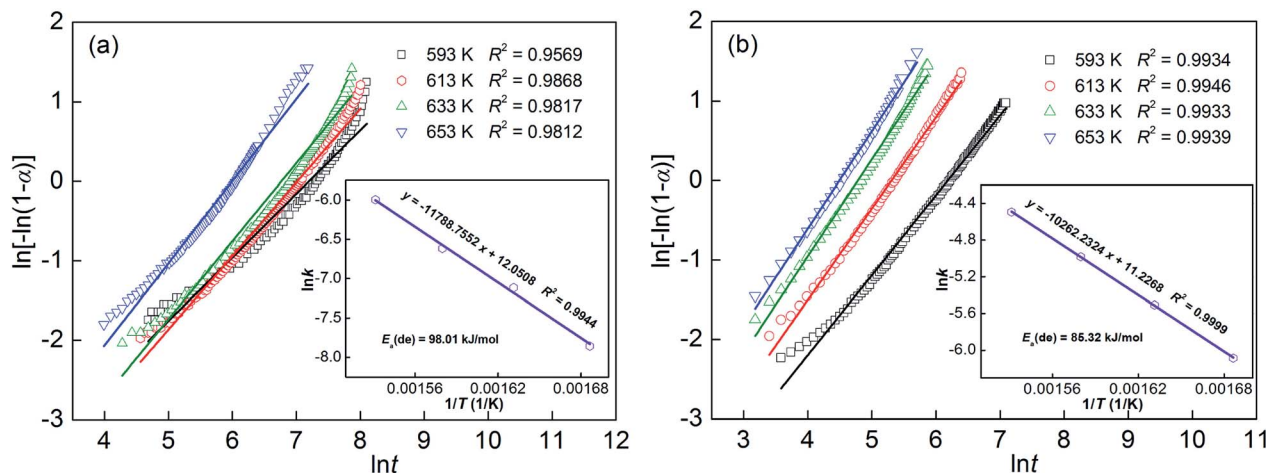 (a)
593 K R² = 0.9569
613 K R² = 0.9868
633 K R² = 0.9817
653 K R² = 0.9812
ln[-ln(1-α)]
2
1
0
-1
-2
-3
4 5 6 7 8 9 10 11 12
lnt
lnk
-6.0
-6.5
-7.0
-7.5
-8.0
y = -11788.7552 x + 12.0508 R² = 0.9944
Ea(de) = 98.01 kJ/mol
0.00156 0.00162 0.00168
1/T (1/K)
(b)
593 K R² = 0.9934
613 K R² = 0.9946
633 K R² = 0.9933
653 K R² = 0.9939
ln[-ln(1-α)]
2
1
0
-1
-2
-3
3 4 5 6 7 8 9 10 11
lnt
lnk
-4.4
-4.8
-5.2
-5.6
-6.0
y = -10262.2324 x + 11.2268 R² = 0.9999
Ea(de) = 85.32 kJ/mol
0.00156 0.00162 0.00168
1/T (1/K)